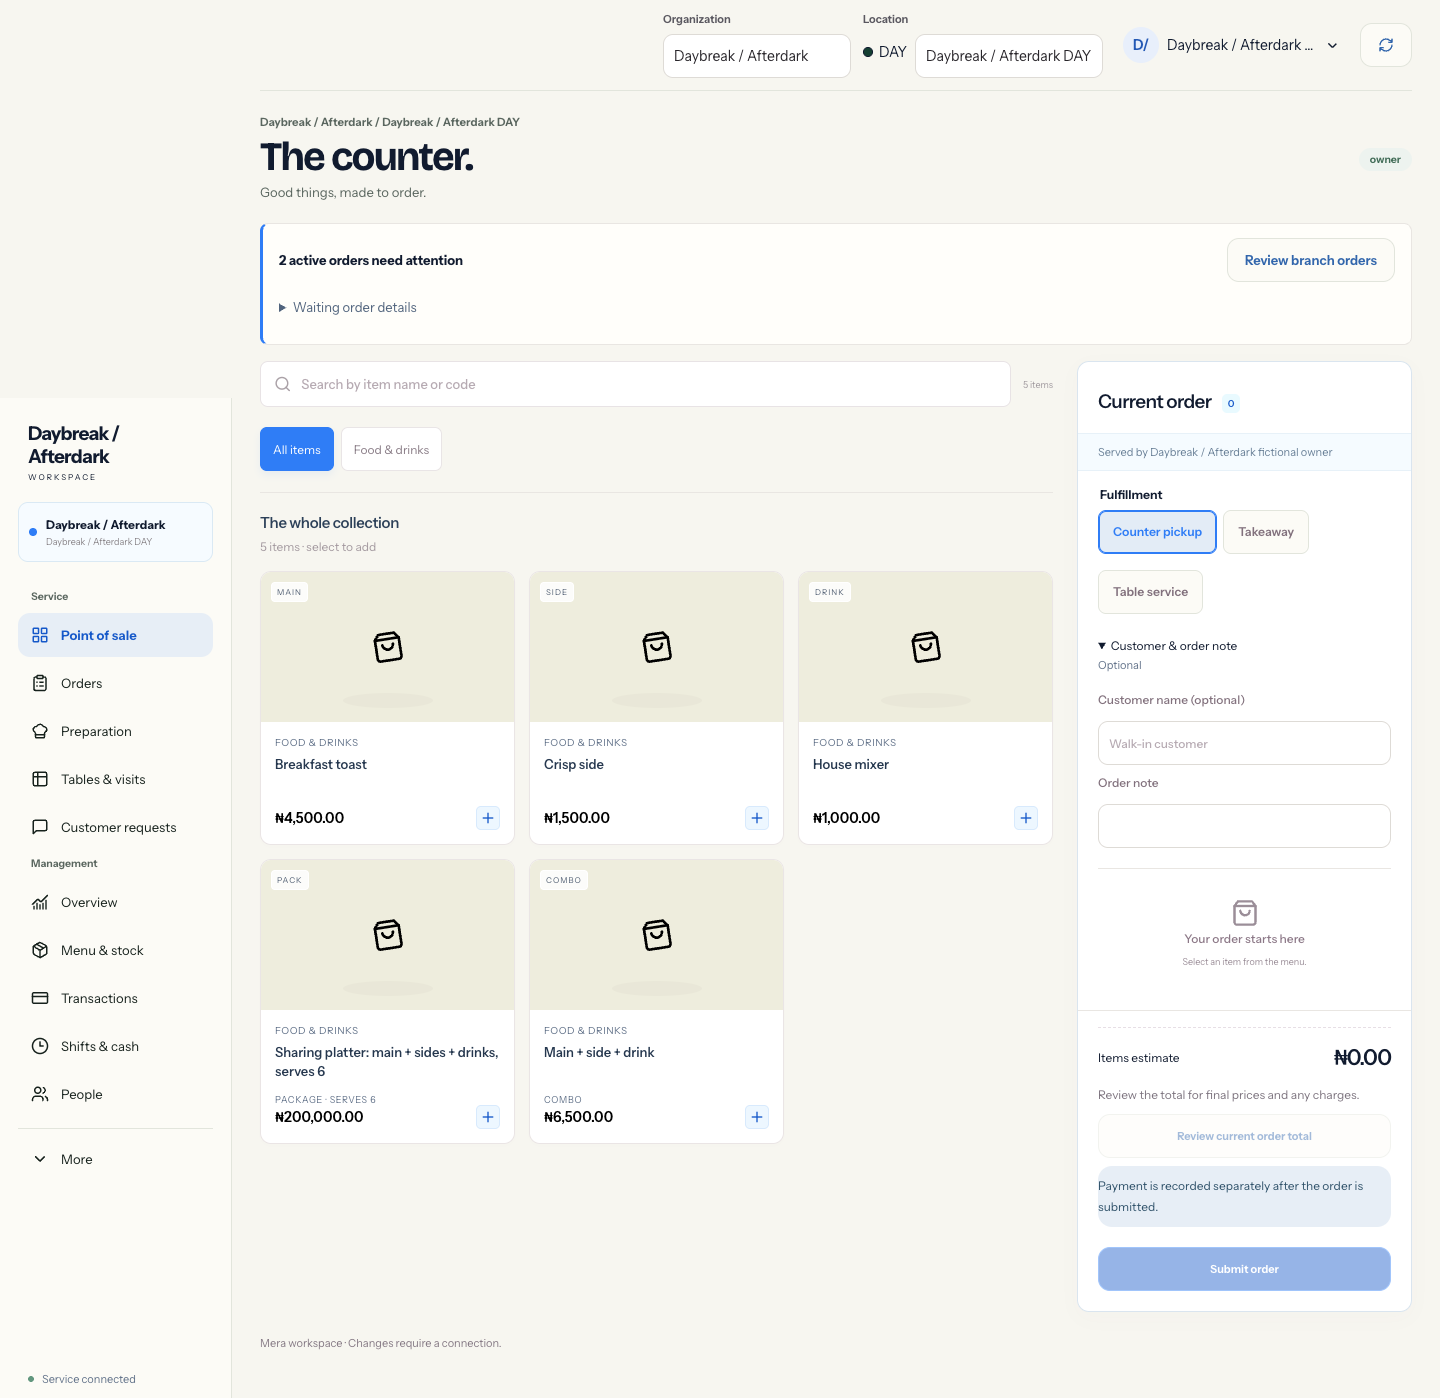 Organization
Location
Daybreak / Afterdark
DAY
Daybreak / Afterdark DAY
D/
Daybreak / Afterdark ...
Daybreak / Afterdark / Daybreak / Afterdark DAY
The counter.
Good things, made to order.
owner
2 active orders need attention
Review branch orders
Waiting order details
Search by item name or code
5 items
All items
Food & drinks
The whole collection
5 items · select to add
MAIN
FOOD & DRINKS
Breakfast toast
₦4,500.00
SIDE
FOOD & DRINKS
Crisp side
₦1,500.00
DRINK
FOOD & DRINKS
House mixer
₦1,000.00
PACK
FOOD & DRINKS
Sharing platter: main + sides + drinks,
serves 6
PACKAGE · SERVES 6
₦200,000.00
COMBO
FOOD & DRINKS
Main + side + drink
COMBO
₦6,500.00
Current order
0
Served by Daybreak / Afterdark fictional owner
Fulfillment
Counter pickup
Takeaway
Table service
Customer & order note
Optional
Customer name (optional)
Walk-in customer
Order note
Your order starts here
Select an item from the menu.
Items estimate
₦0.00
Review the total for final prices and any charges.
Review current order total
Payment is recorded separately after the order is
submitted.
Submit order
Mera workspace · Changes require a connection.
Daybreak /
Afterdark
WORKSPACE
Daybreak / Afterdark
Daybreak / Afterdark DAY
Service
Point of sale
Orders
Preparation
Tables & visits
Customer requests
Management
Overview
Menu & stock
Transactions
Shifts & cash
People
More
Service connected